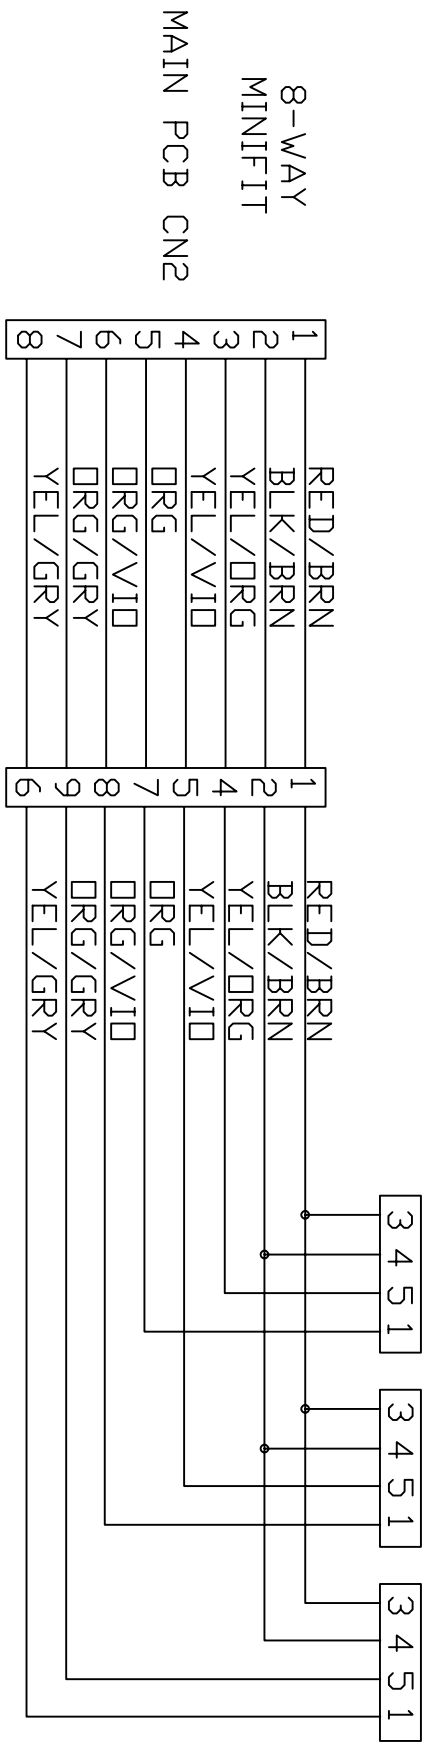 8-WAY
MINIFIT
MAIN PCB CN2
1
2
3
4
5
6
7
8
RED/BRN
BLK/BRN
YEL/ORG
YEL/VIO
ORG
ORG/VIO
ORG/GRY
YEL/GRY
1
2
4
5
7
8
9
6
RED/BRN
BLK/BRN
YEL/ORG
YEL/VIO
ORG
ORG/VIO
ORG/GRY
YEL/GRY
3 4 5 1
3 4 5 1
3 4 5 1